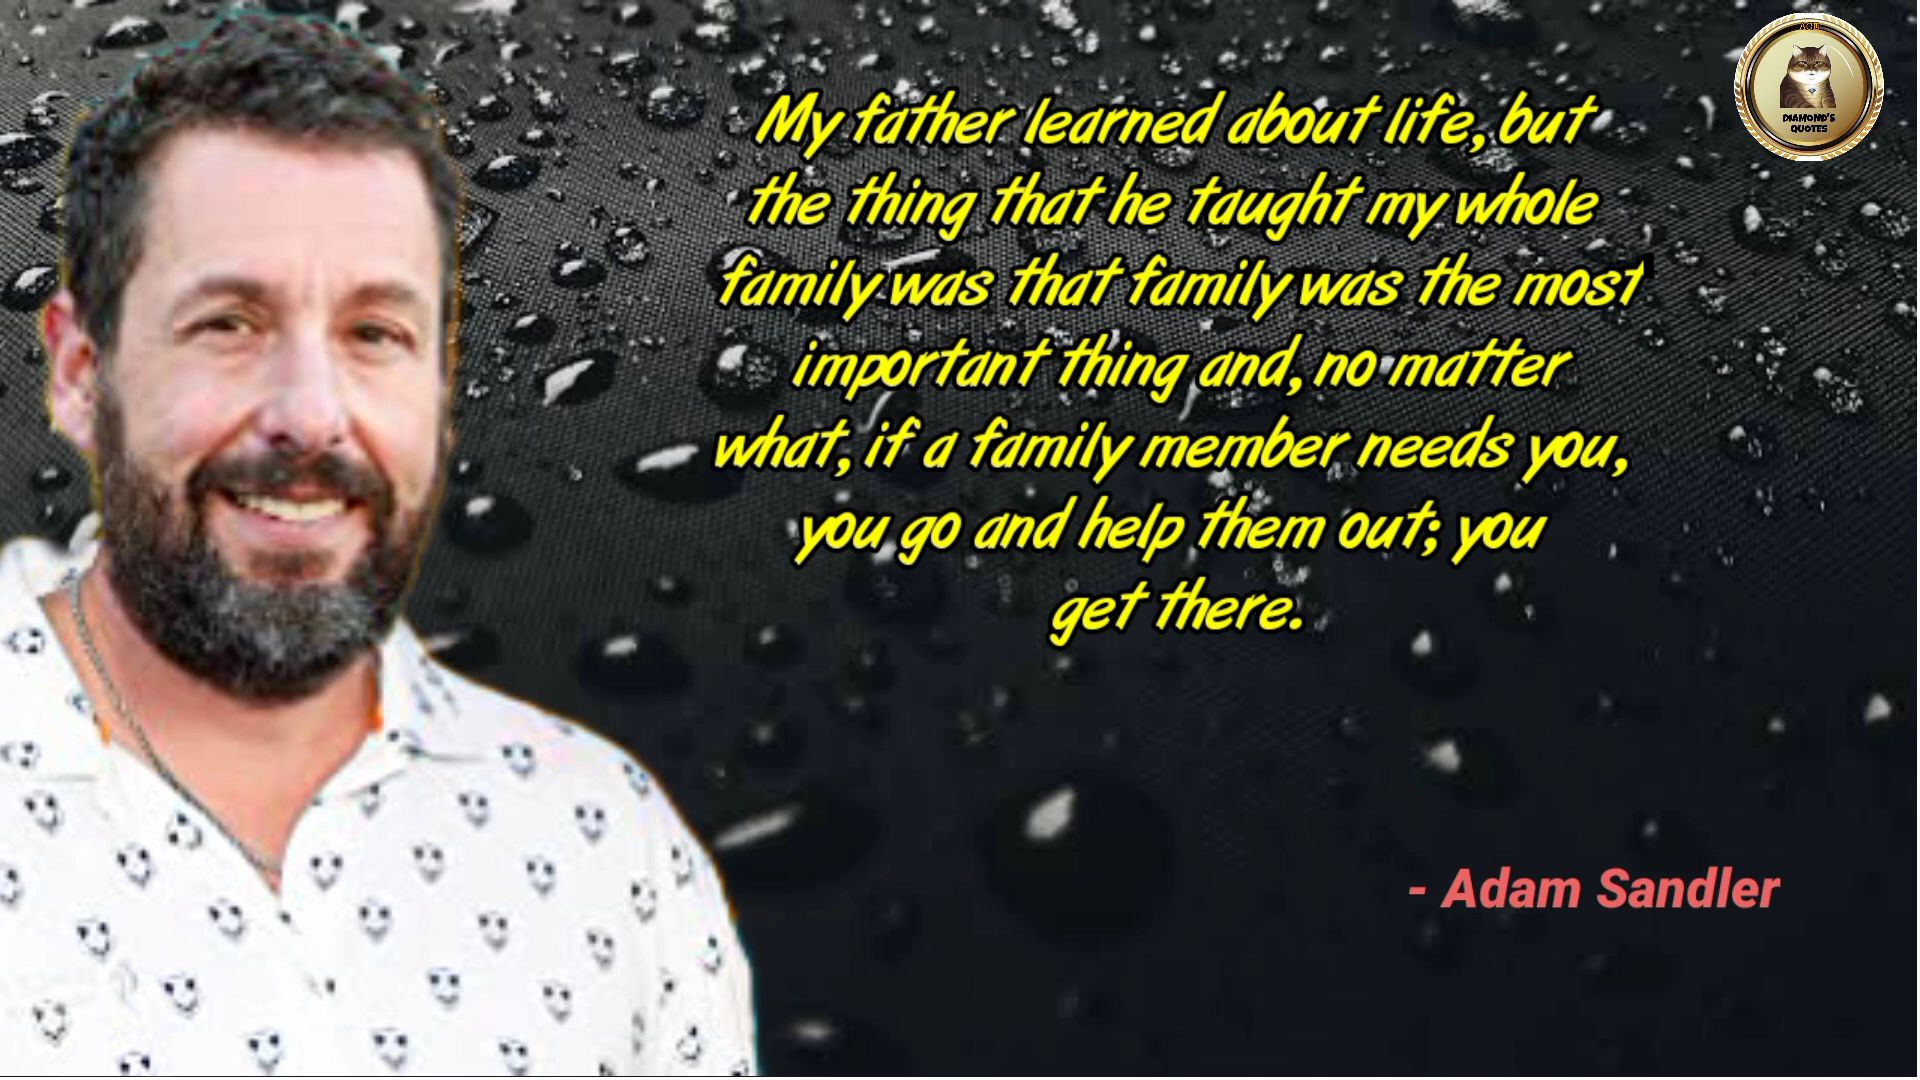 DIAMOND'S
QUOTES
My father learned about life, but
the thing that he taught my whole
family was that family was the most
important thing and, no matter
what, if a family member needs you,
you go and help them out; you
get there.
- Adam Sandler